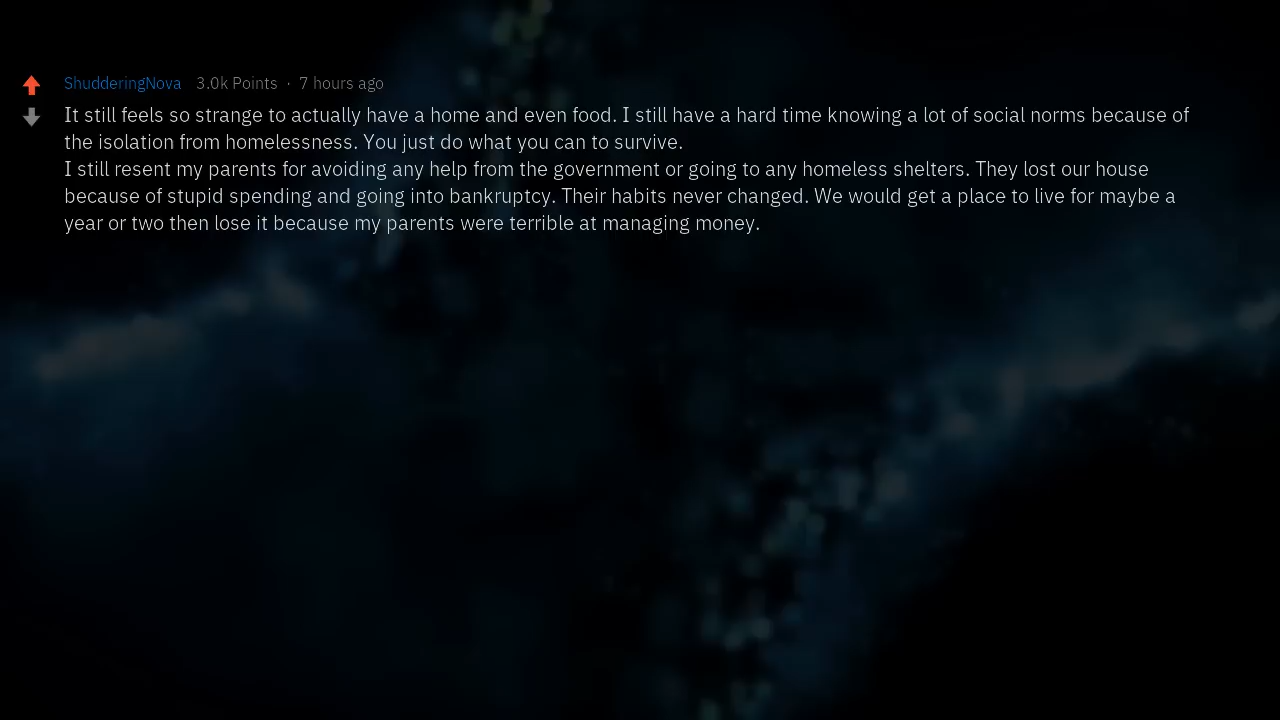 ShudderingNova 3.0k Points · 7 hours ago
It still feels so strange to actually have a home and even food. I still have a hard time knowing a lot of social norms because of
the isolation from homelessness. You just do what you can to survive.
I still resent my parents for avoiding any help from the government or going to any homeless shelters. They lost our house
because of stupid spending and going into bankruptcy. Their habits never changed. We would get a place to live for maybe a
year or two then lose it because my parents were terrible at managing money.